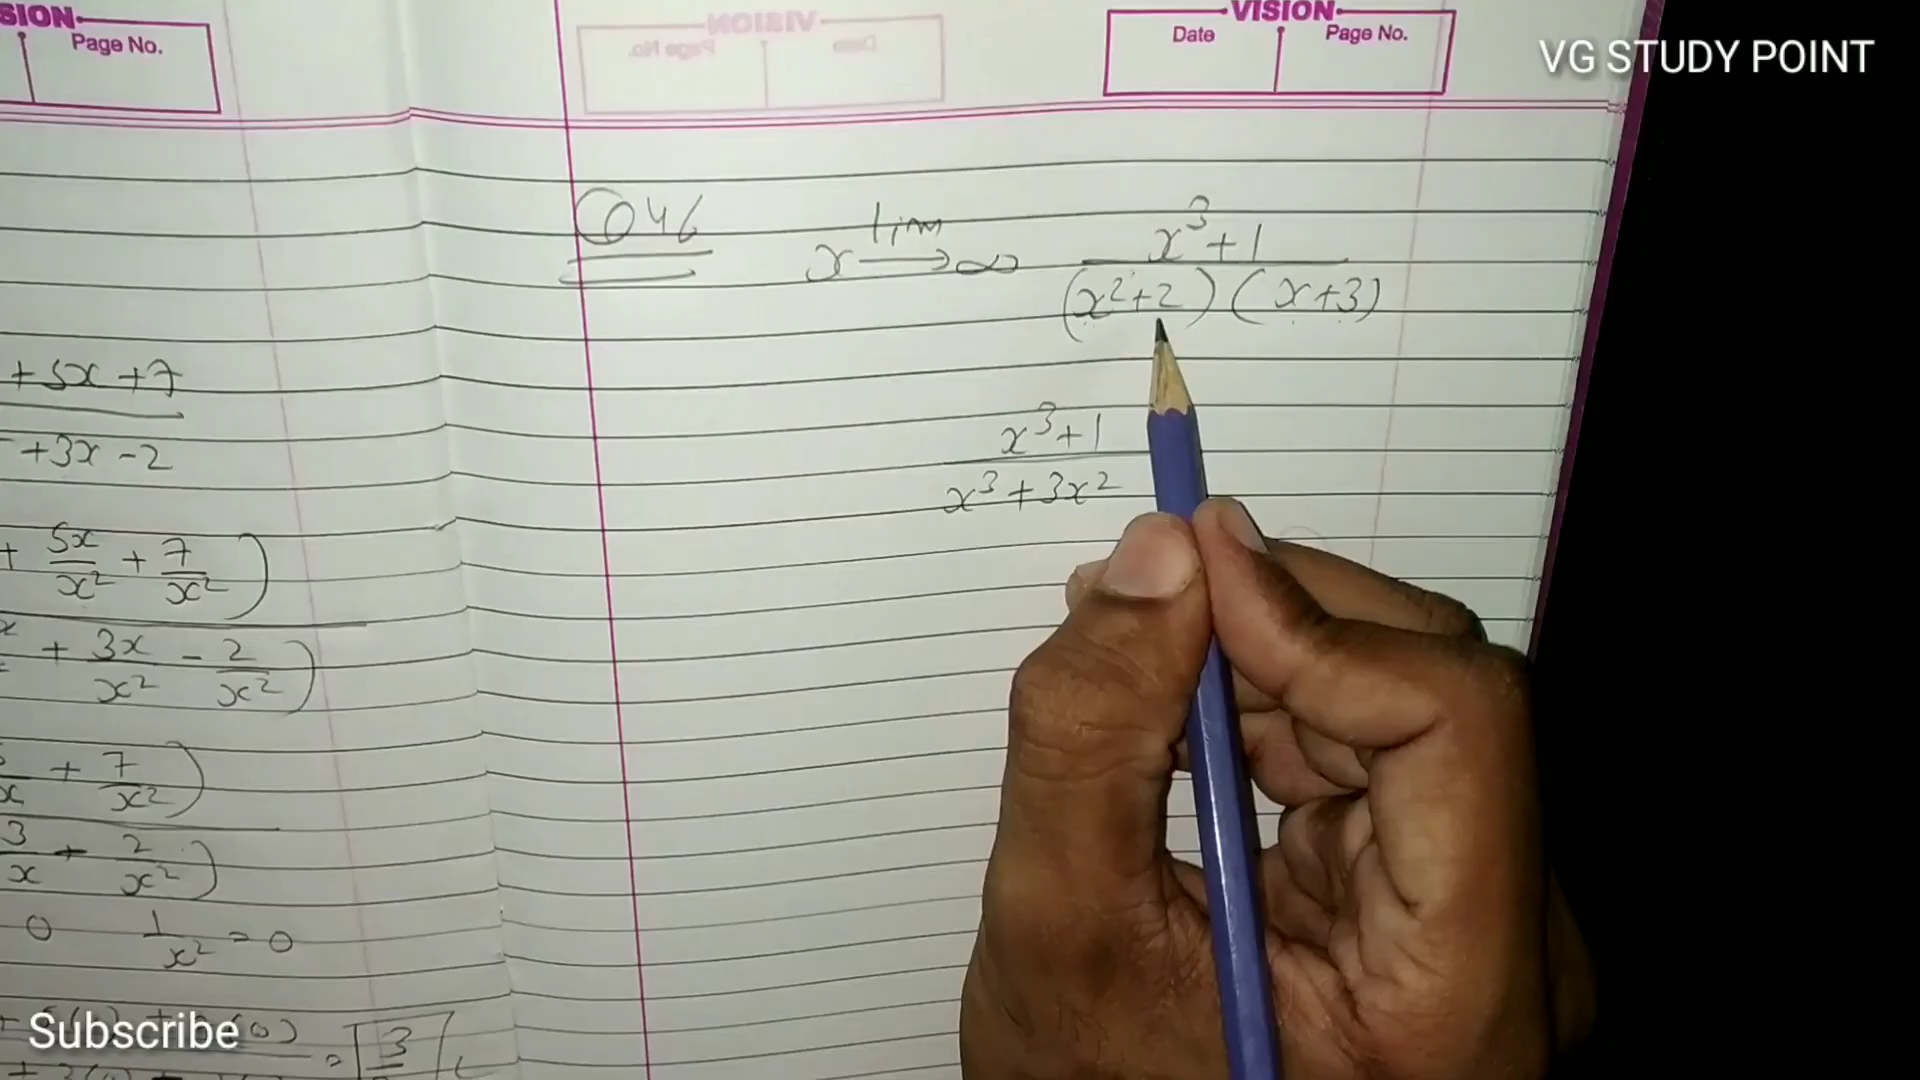 VISION
Date Page No.
VG STUDY POINT
SION
Page No.
Q 46 lim x→∞ x³+1
(x²+2) (x+3)
x³+1
x³+3x²
+5x+7
+3x-2
+ 5x/x² + 7/x² )
+ 3x/x² - 2/x² )
+ 7/x² )
3/x - 2/x² )
0 1/x² = 0
Subscribe